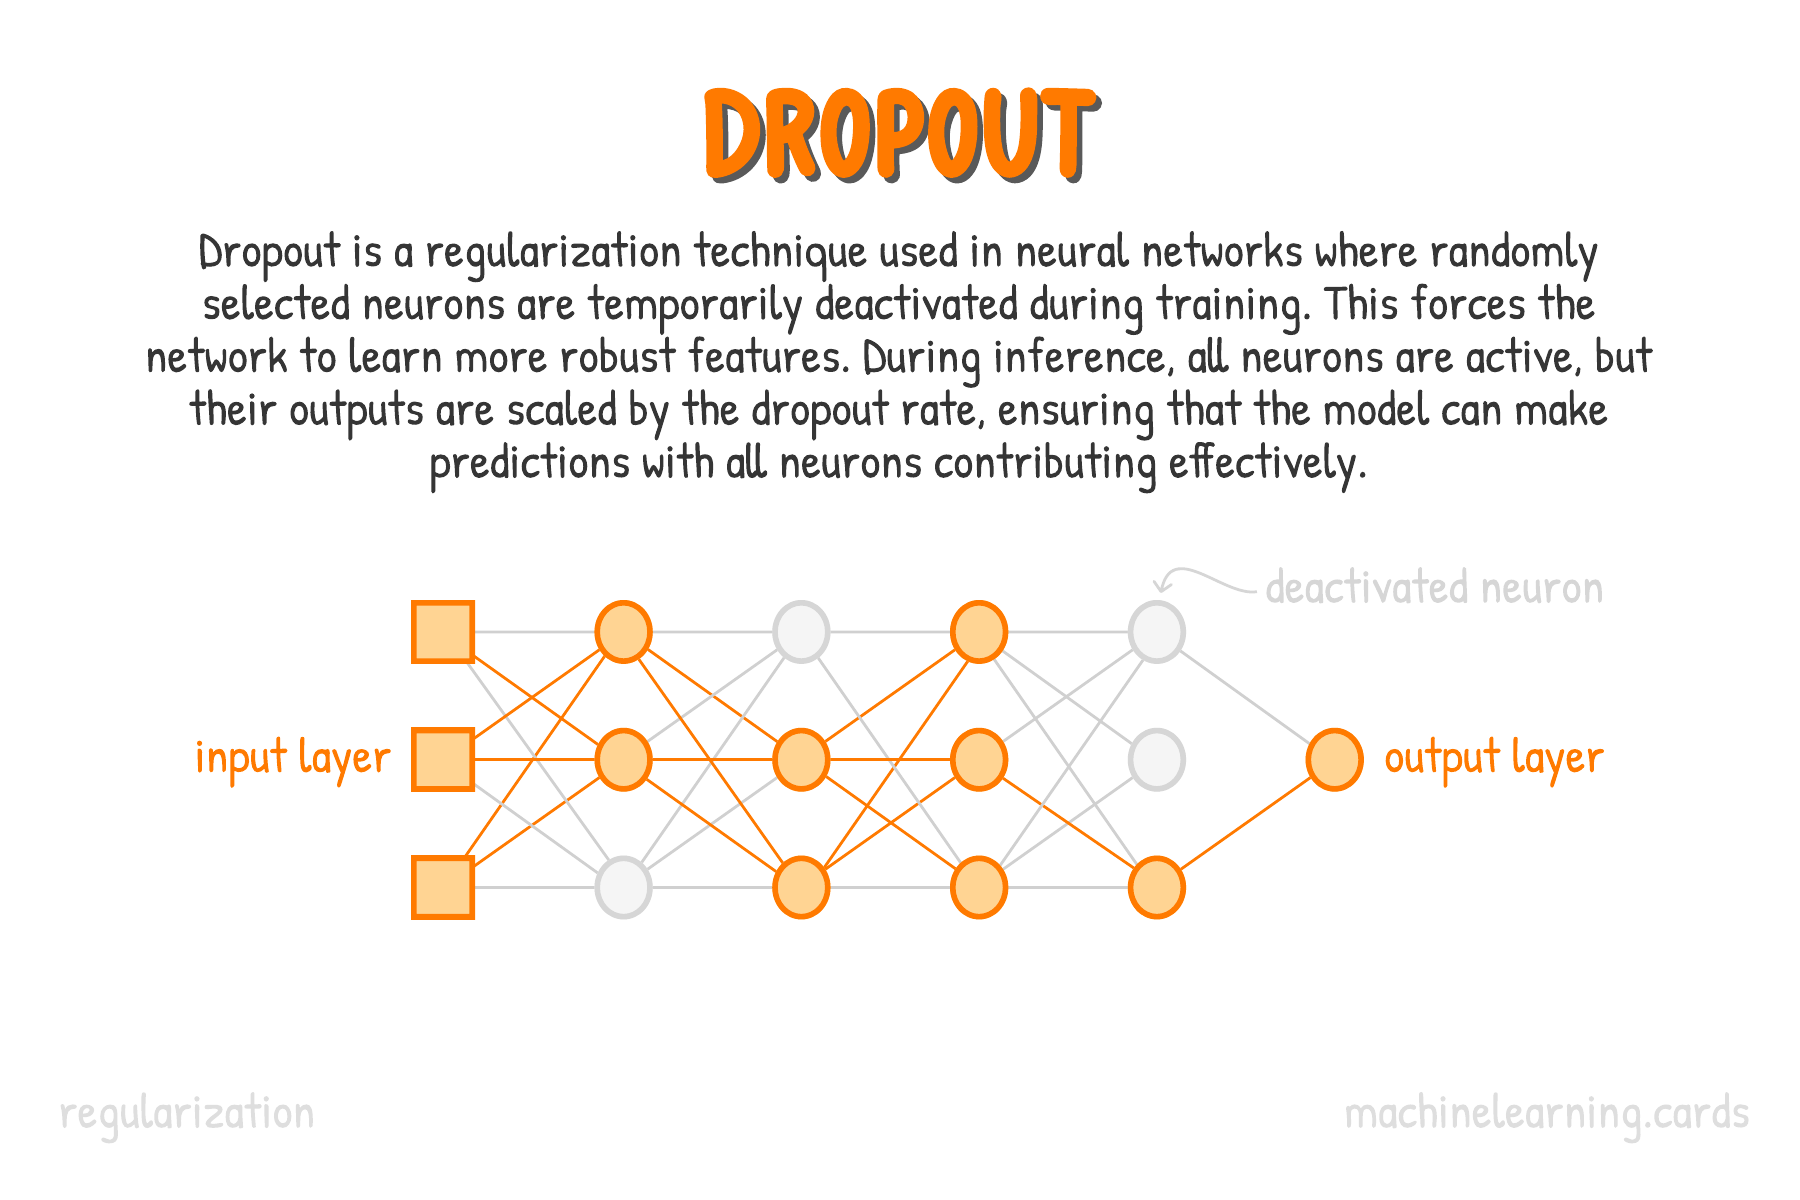 DROPOUT
Dropout is a regularization technique used in neural networks where randomly
selected neurons are temporarily deactivated during training. This forces the
network to learn more robust features. During inference, all neurons are active, but
their outputs are scaled by the dropout rate, ensuring that the model can make
predictions with all neurons contributing effectively.
deactivated neuron
input layer
output layer
regularization
machinelearning.cards